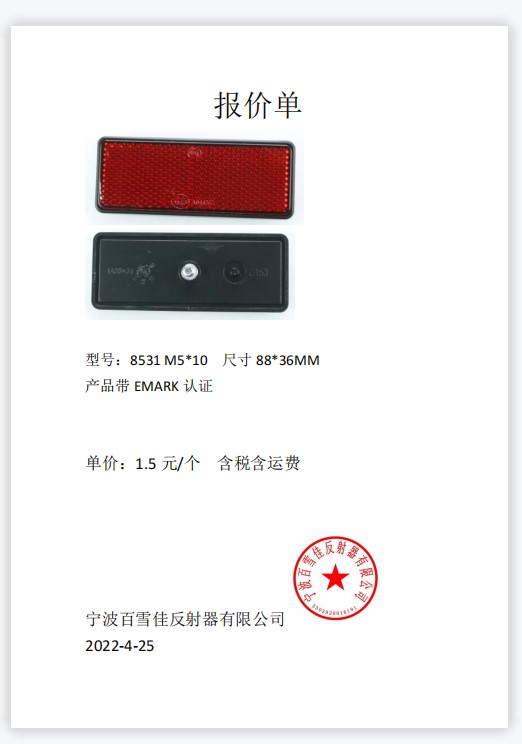 报价单
型号：8531 M5*10 尺寸 88*36MM
产品带 EMARK 认证
单价：1.5 元/个 含税含运费
宁波百雪佳反射器有限公司
宁波百雪佳反射器有限公司
2022-4-25